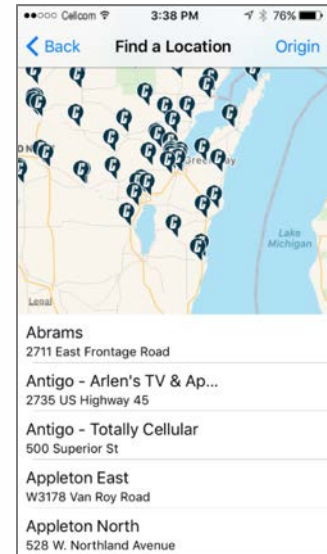 Cellcom 3:38 PM 76%
Back Find a Location Origin
Green Bay
Lake
Michigan
Legal
Abrams
2711 East Frontage Road
Antigo - Arlen's TV & Ap...
2735 US Highway 45
Antigo - Totally Cellular
500 Superior St
Appleton East
W3178 Van Roy Road
Appleton North
528 W. Northland Avenue